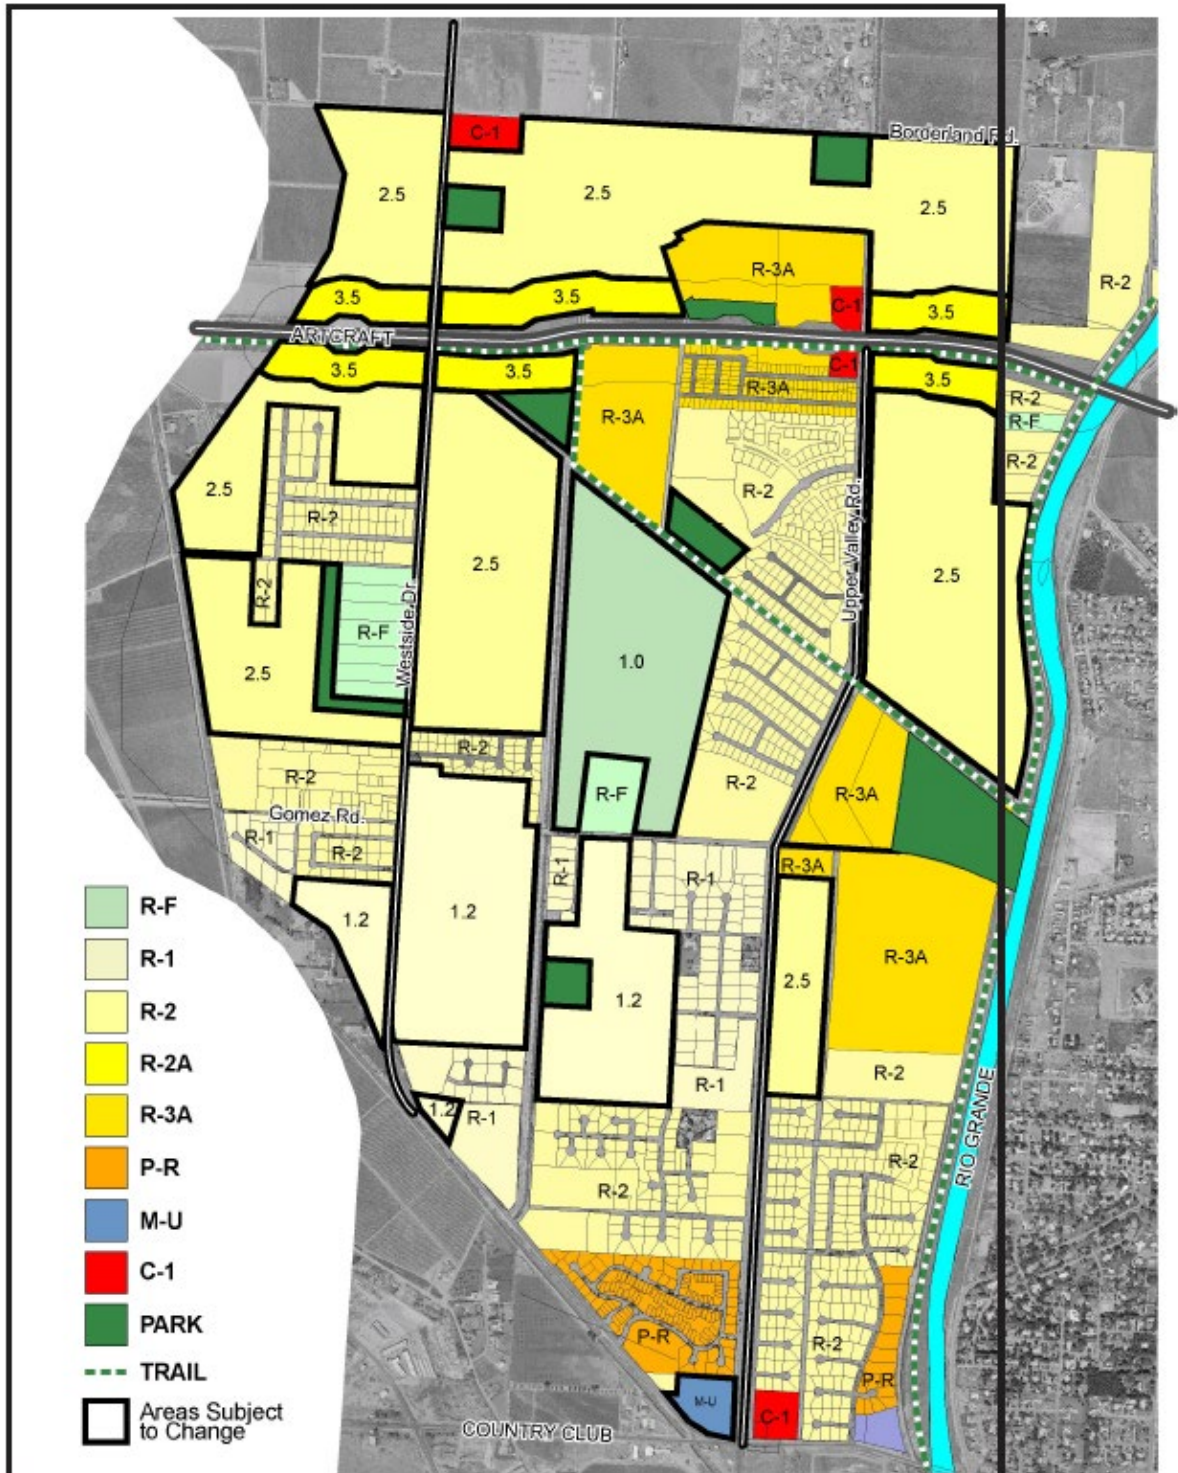 C-1
Borderland Rd.
2.5
2.5
2.5
R-3A
R-2
3.5
3.5
C-1
3.5
ARTCRAFT
3.5
3.5
C-1
3.5
R-3A
R-2
R-3A
R-F
R-2
2.5
R-2
R-2
Upper Valley Rd.
2.5
2.5
R-2
R-F
Westside Dr.
1.0
2.5
R-2
R-2
R-2
R-F
R-3A
Gomez Rd.
R-1
R-2
R-1
R-1
R-3A
1.2
1.2
R-3A
2.5
1.2
R-2
R-1
1.2
R-1
RIO GRANDE
R-2
R-2
P-R
R-2
P-R
M-U
C-1
COUNTRY CLUB
R-F
R-1
R-2
R-2A
R-3A
P-R
M-U
C-1
PARK
TRAIL
Areas Subject
to Change